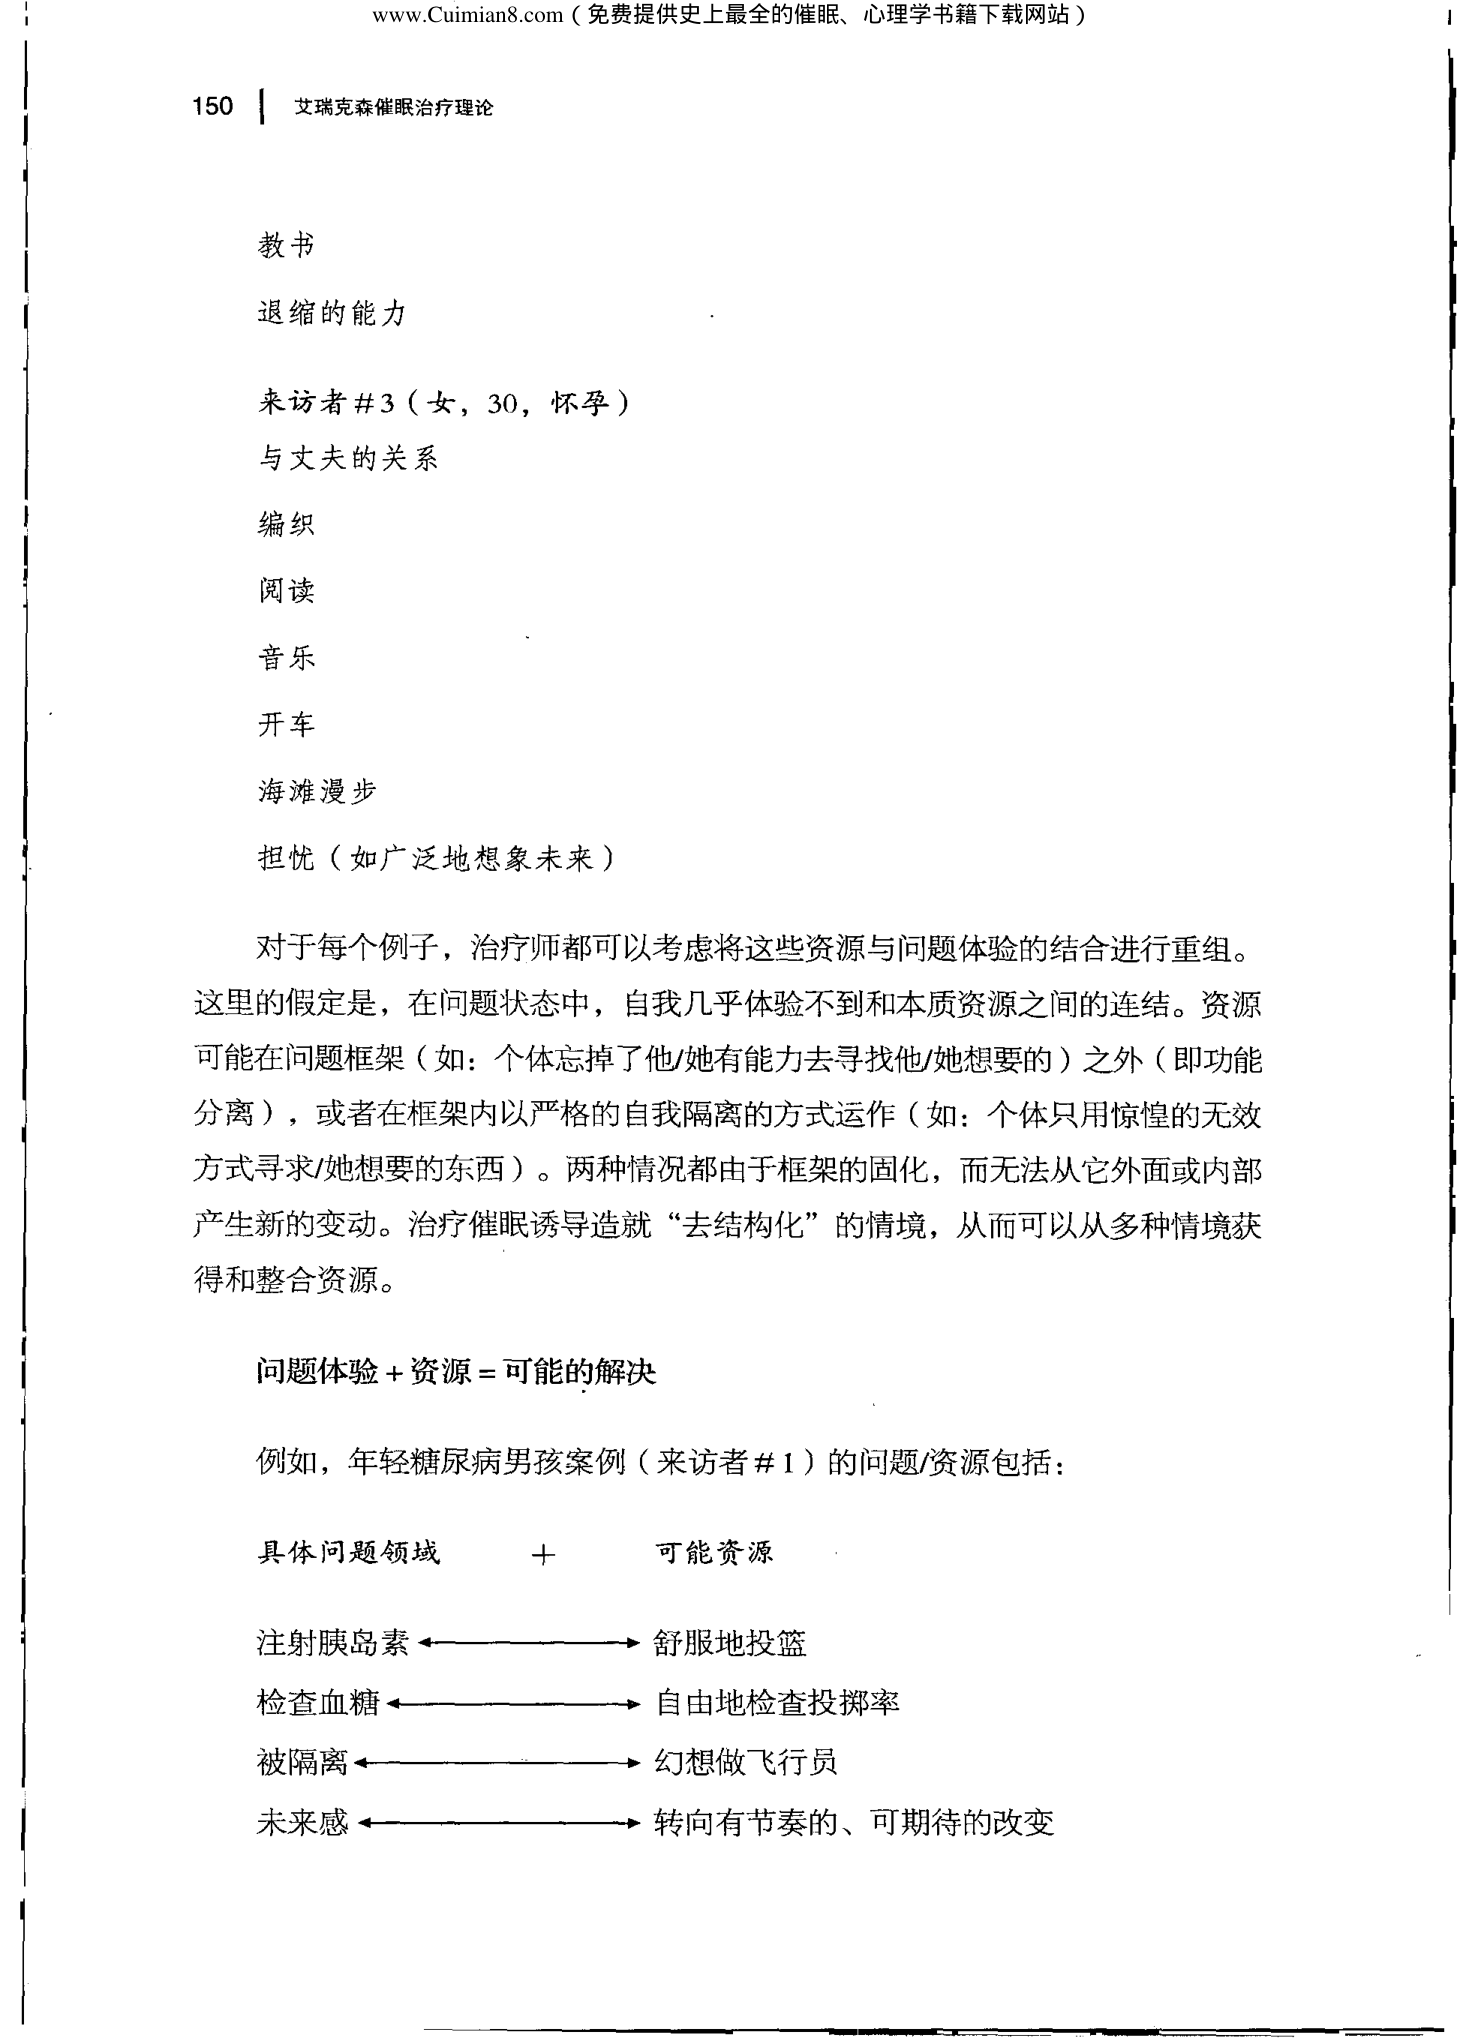 www.Cuimian8.com（免费提供史上最全的催眠、心理学书籍下载网站）
150 艾瑞克森催眠治疗理论
教书
退缩的能力
来访者＃3（女，30，怀孕）
与丈夫的关系
编织
阅读
音乐
开车
海滩漫步
担忧（如广泛地想象未来）
对于每个例子，治疗师都可以考虑将这些资源与问题体验的结合进行重组。
这里的假定是，在问题状态中，自我几乎体验不到和本质资源之间的连结。资源
可能在问题框架（如：个体忘掉了他/她有能力去寻找他/她想要的）之外（即功能
分离），或者在框架内以严格的自我隔离的方式运作（如：个体只用惊惶的无效
方式寻求/她想要的东西）。两种情况都由于框架的固化，而无法从它外面或内部
产生新的变动。治疗催眠诱导造就“去结构化”的情境，从而可以从多种情境获
得和整合资源。
问题体验+资源=可能的解决
例如，年轻糖尿病男孩案例（来访者＃1）的问题/资源包括：
具体问题领域 + 可能资源
注射胰岛素 舒服地投篮
检查血糖 自由地检查投掷率
被隔离 幻想做飞行员
未来感 转向有节奏的、可期待的改变